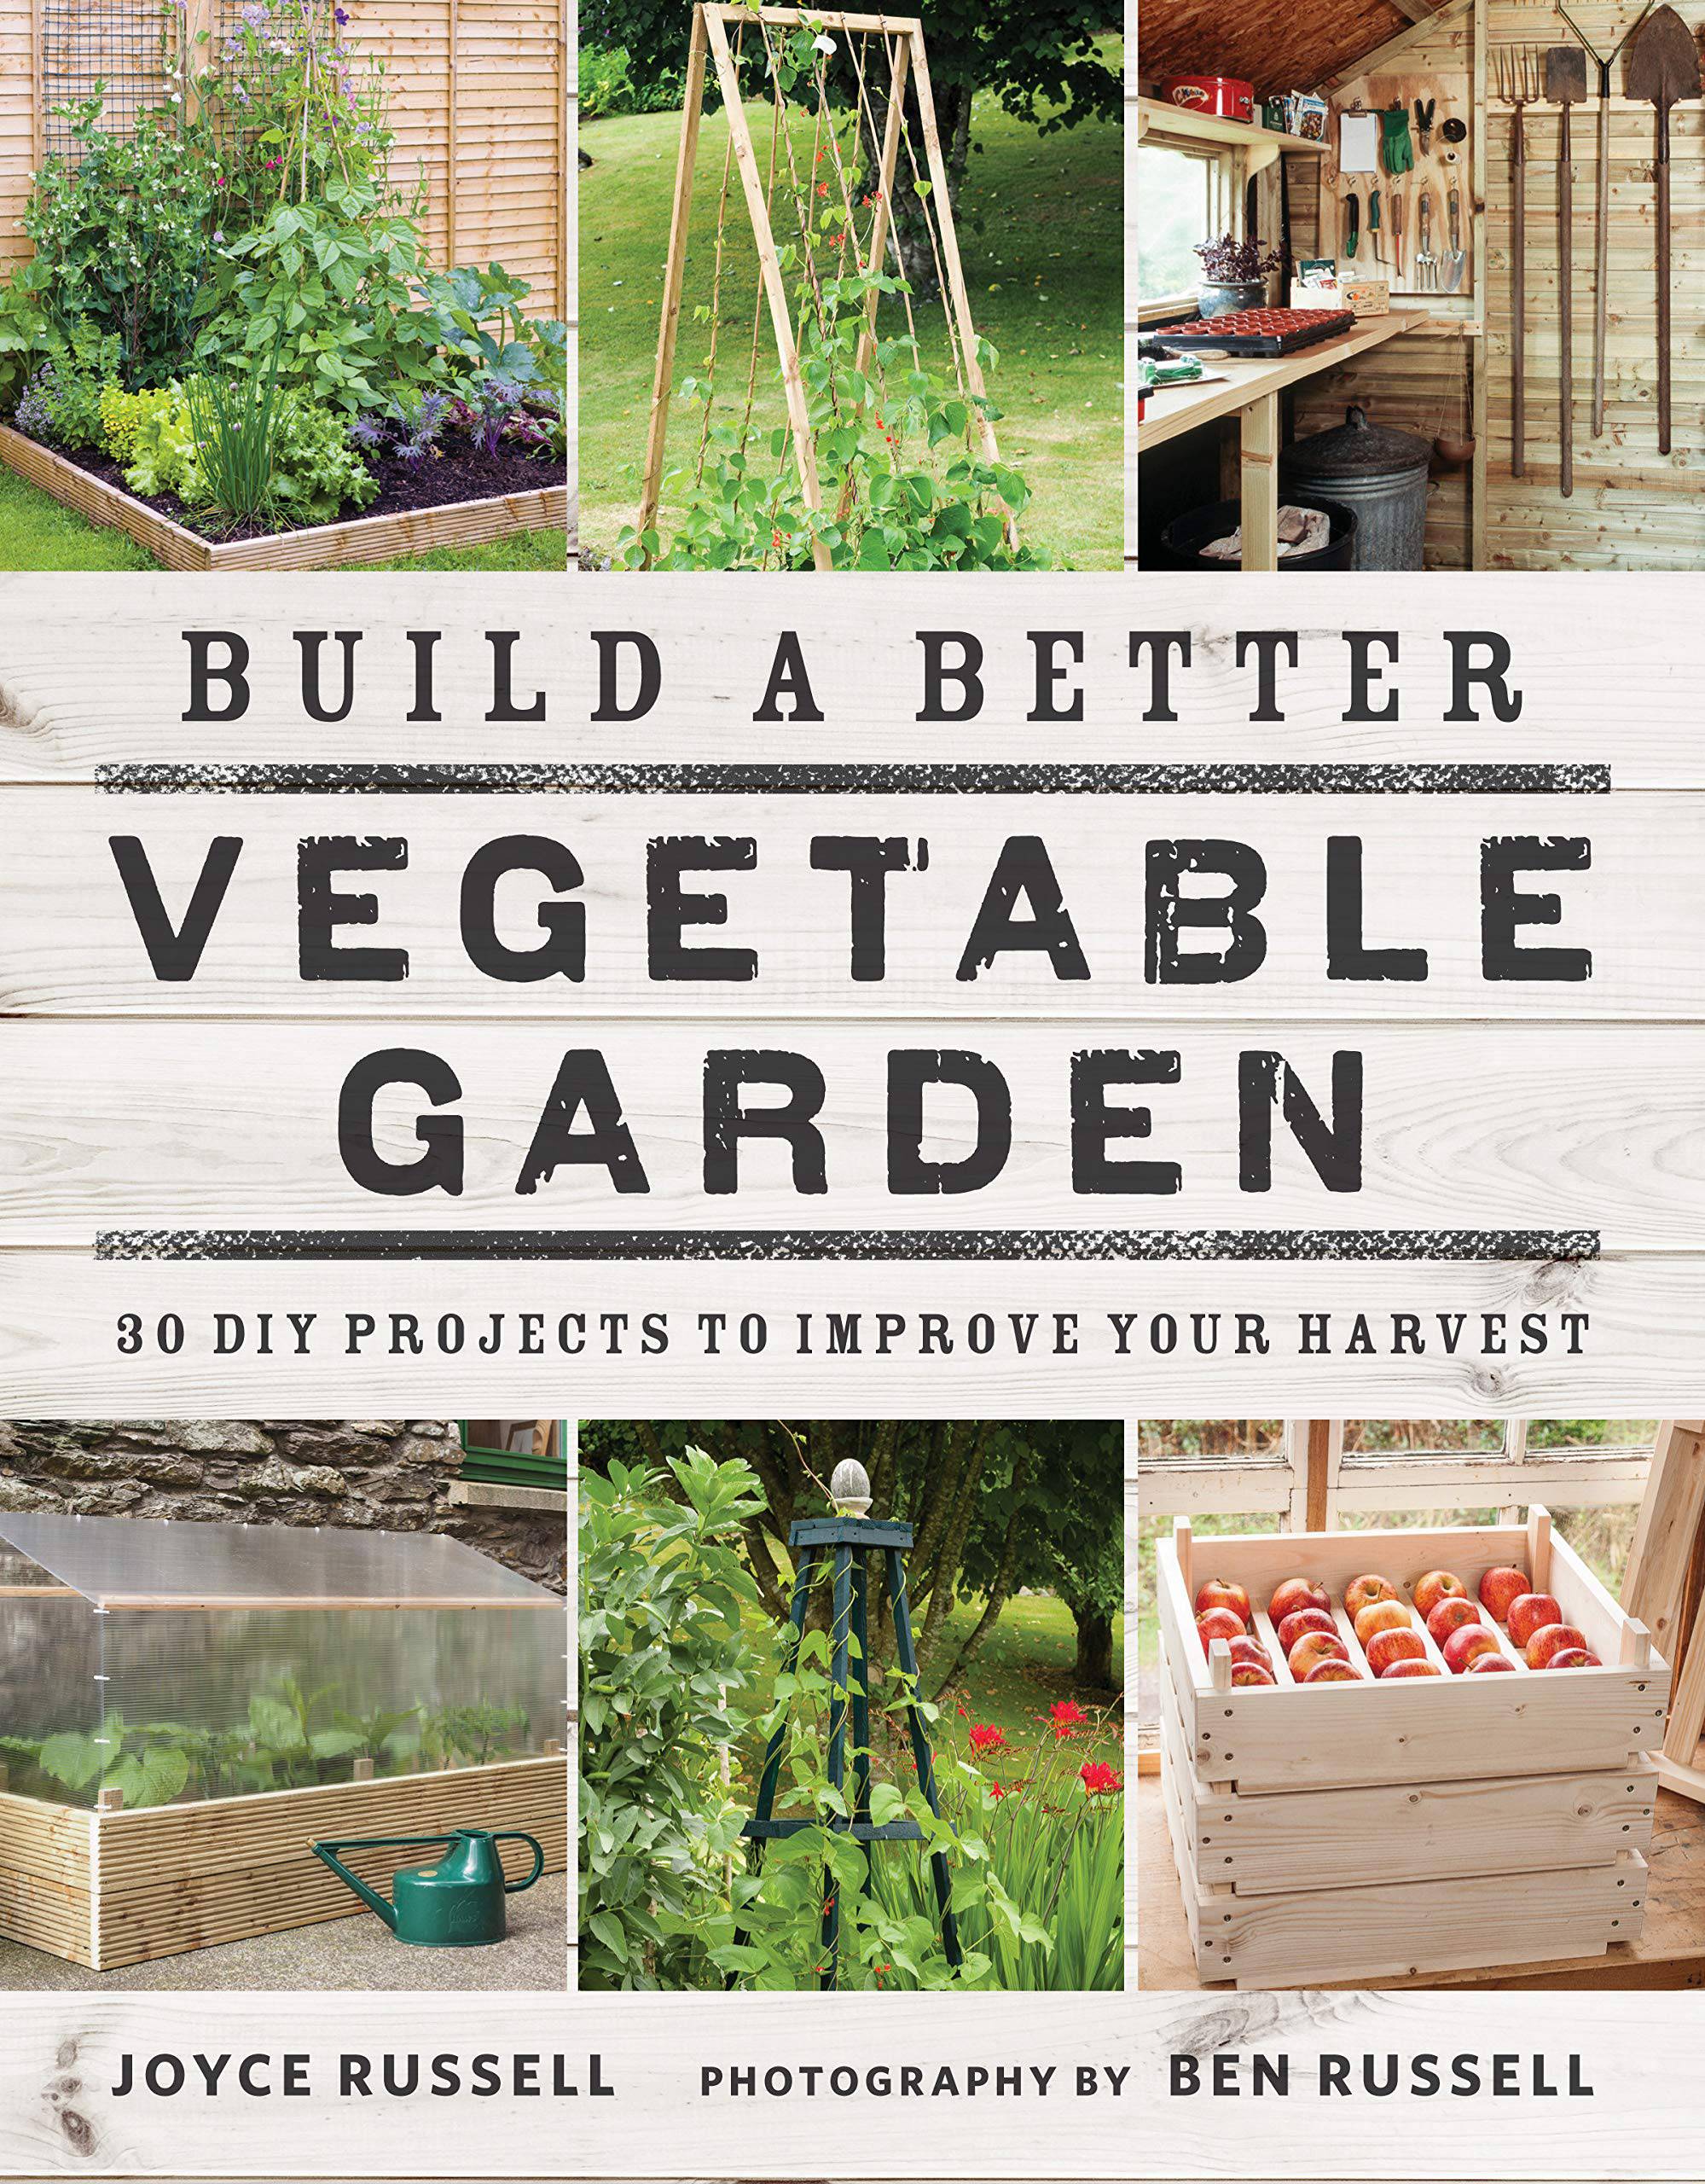 BUILD A BETTER
VEGETABLE
GARDEN
30 DIY PROJECTS TO IMPROVE YOUR HARVEST
JOYCE RUSSELL PHOTOGRAPHY BY BEN RUSSELL